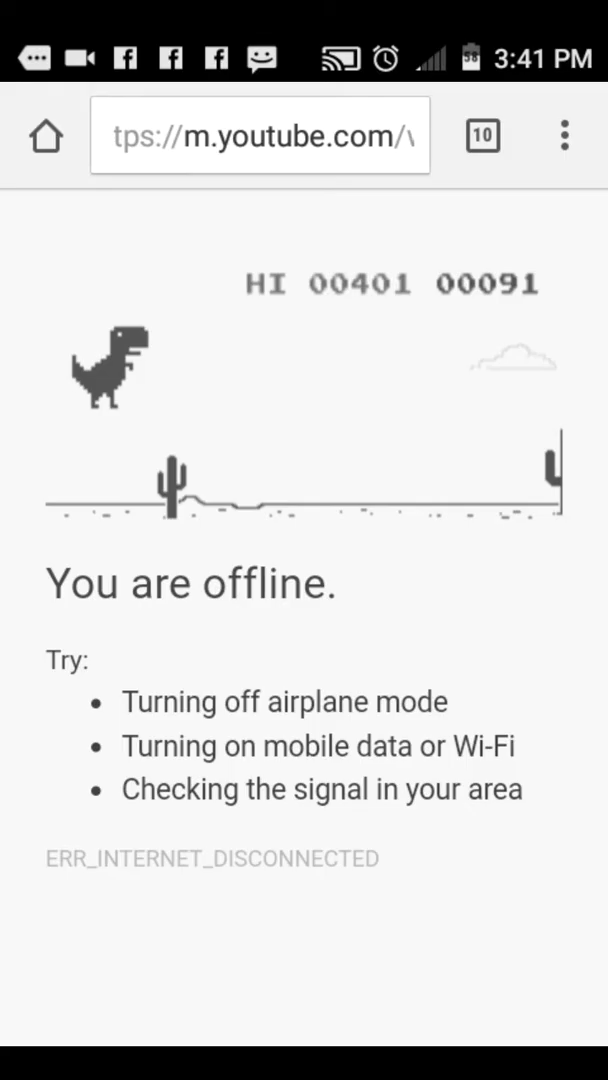 58 3:41 PM
tps://m.youtube.com/v 10
HI 00401 00091
You are offline.
Try:
• Turning off airplane mode
• Turning on mobile data or Wi-Fi
• Checking the signal in your area
ERR_INTERNET_DISCONNECTED